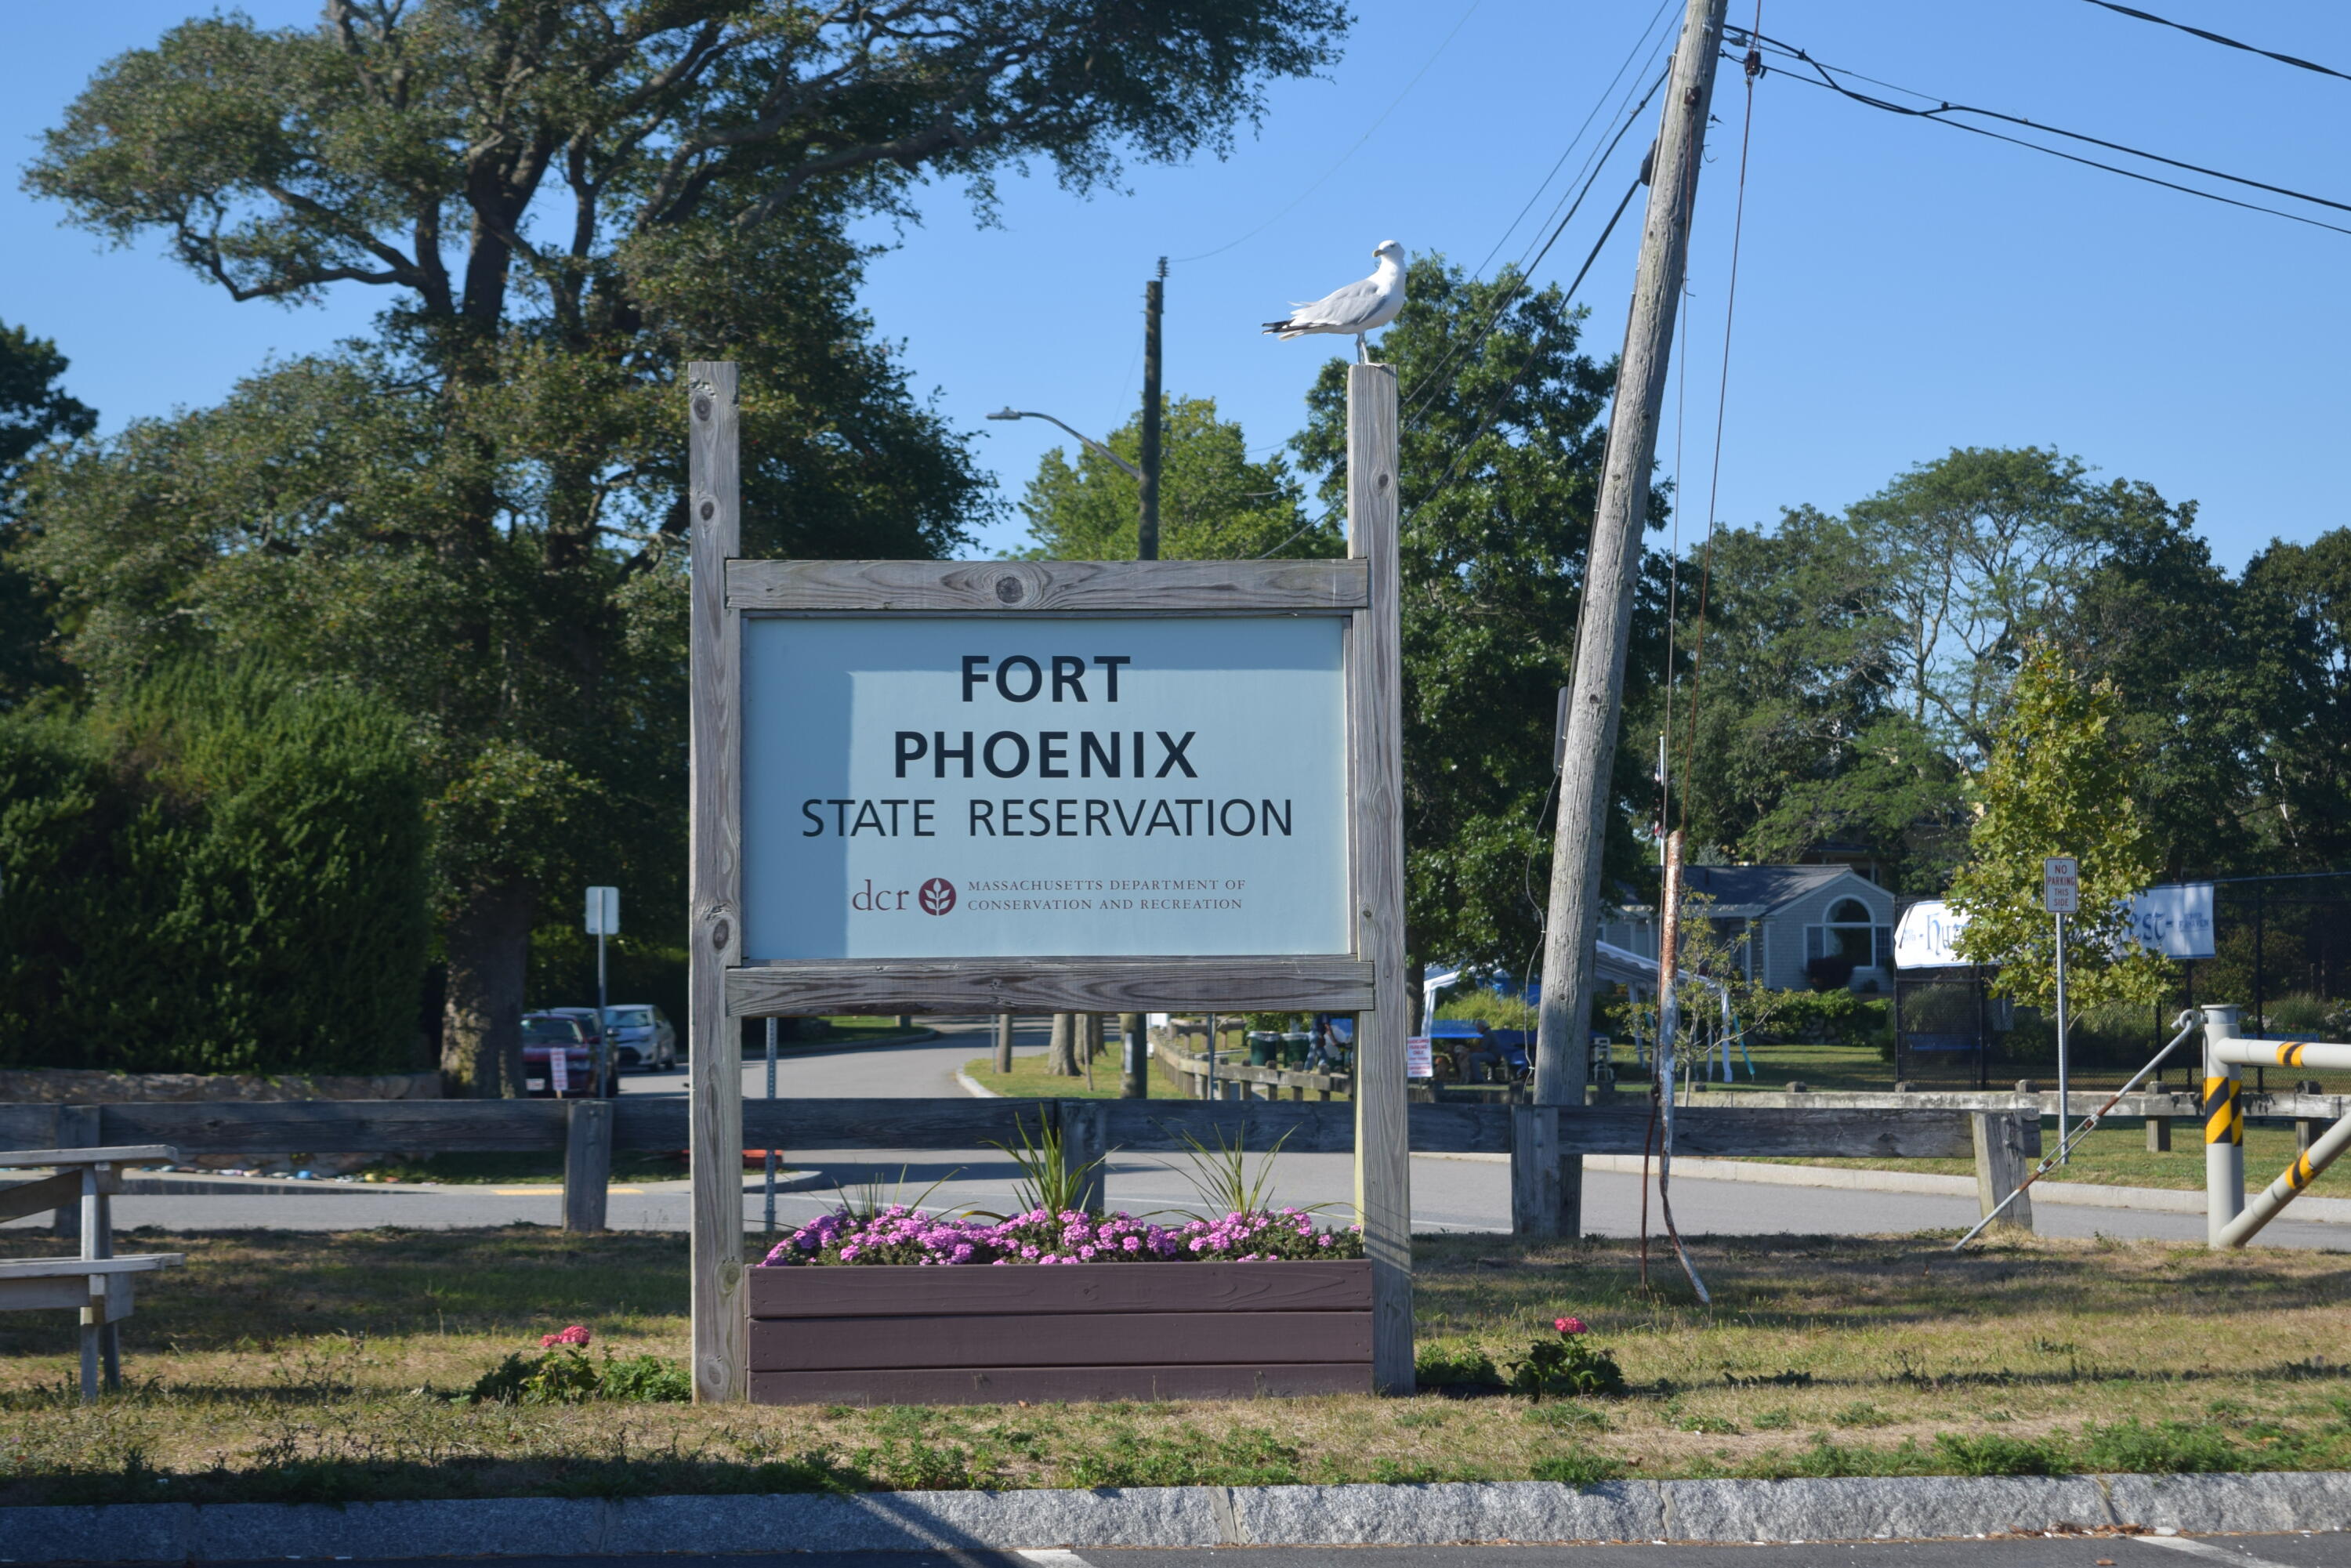 FORT
PHOENIX
STATE RESERVATION
dcr
MASSACHUSETTS DEPARTMENT OF
CONSERVATION AND RECREATION
NO
PARKING
THIS
SIDE